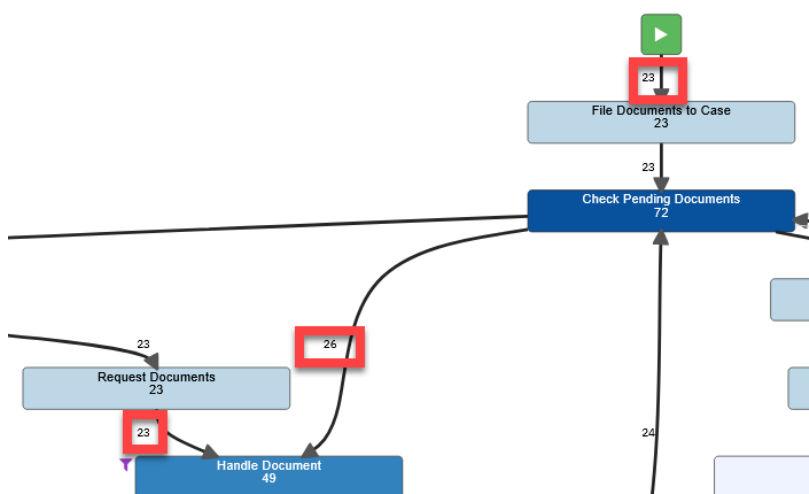 23
File Documents to Case
23
23
Check Pending Documents
72
23
26
Request Documents
23
23
24
Handle Document
49